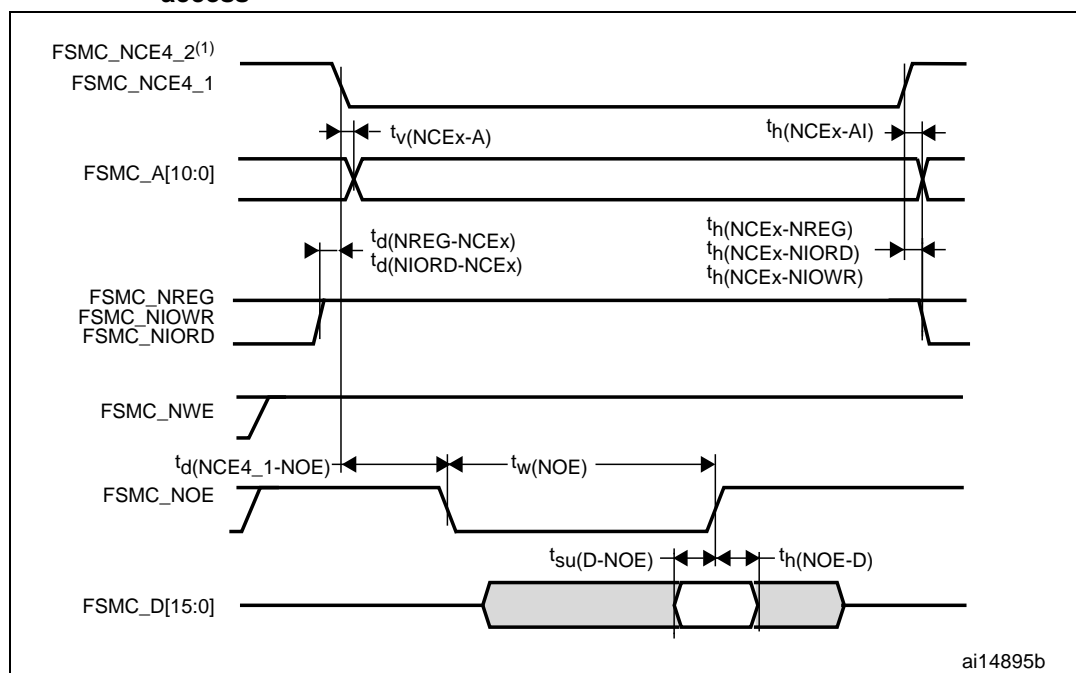 access
FSMC_NCE4_2(1)
FSMC_NCE4_1
tv(NCEx-A)
th(NCEx-AI)
FSMC_A[10:0]
td(NREG-NCEx)
td(NIORD-NCEx)
th(NCEx-NREG)
th(NCEx-NIORD)
th(NCEx-NIOWR)
FSMC_NREG
FSMC_NIOWR
FSMC_NIORD
FSMC_NWE
td(NCE4_1-NOE)
tw(NOE)
FSMC_NOE
tsu(D-NOE)
th(NOE-D)
FSMC_D[15:0]
ai14895b